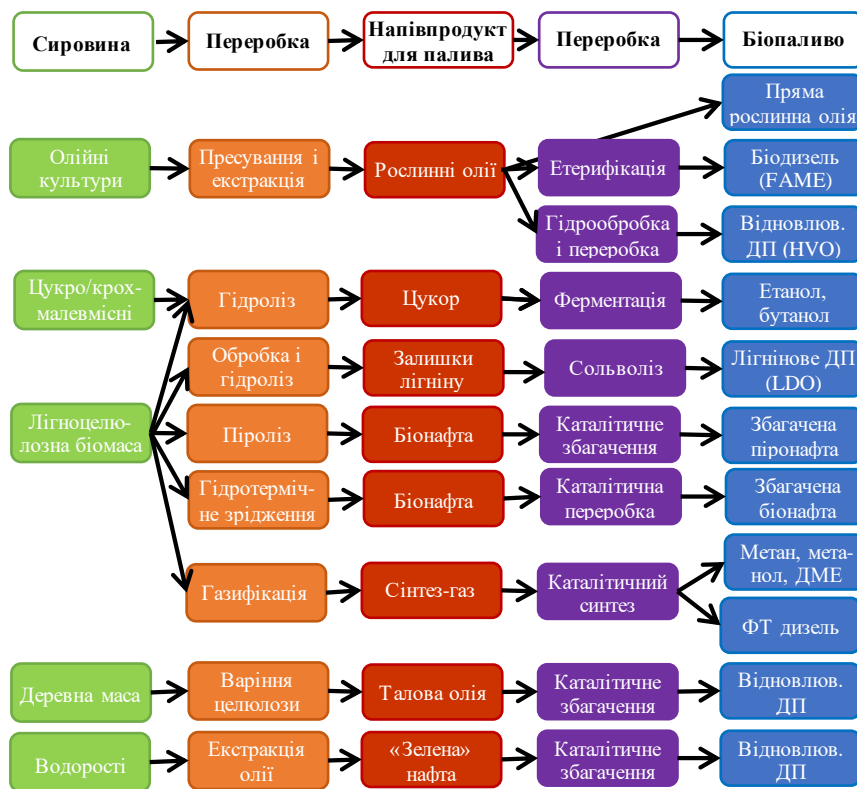 Сировина
Переробка
Напівпродукт
для палива
Переробка
Біопаливо
Пряма
рослинна олія
Олійні
культури
Пресування і
екстракція
Рослинні олії
Етерифікація
Біодизель
(FAME)
Гідрообробка
і переробка
Відновлюв.
ДП (HVO)
Цукро/крох-
малевмісні
Гідроліз
Цукор
Ферментація
Етанол,
бутанол
Обробка і
гідроліз
Залишки
лігніну
Сольволіз
Лігнінове ДП
(LDO)
Лігноцелю-
лозна біомаса
Піроліз
Біонафта
Каталітичне
збагачення
Збагачена
піронафта
Гідротерміч-
не зрідження
Біонафта
Каталітична
переробка
Збагачена
біонафта
Газифікація
Сінтез-газ
Каталітичний
синтез
Метан, мета-
нол, ДМЕ
ФТ дизель
Деревна маса
Варіння
целюлози
Талова олія
Каталітичне
збагачення
Відновлюв.
ДП
Водорості
Екстракція
олії
«Зелена»
нафта
Каталітичне
збагачення
Відновлюв.
ДП